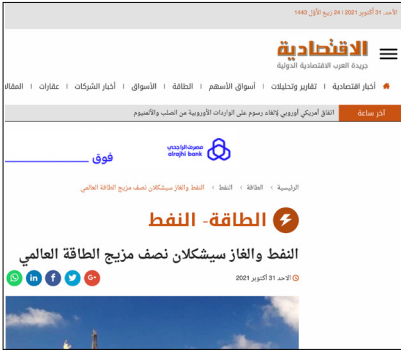 الأحد, 31 أكتوبر 2021 | 24 ربيع الأول 1443
الاقتصادية
جريدة العرب الاقتصادية الدولية
أخبار اقتصادية | تقارير وتحليلات | أسواق الأسهم | الطاقة | الأسواق | أخبار الشركات | عقارات | المقالا
آخر ساعة
اتفاق أمريكي أوروبي لإلغاء رسوم على الواردات الأوروبية من الصلب والألمنيوم
مصرف الراجحي
alrajhi bank
فوق
الرئيسية › الطاقة › النفط › النفط والغاز سيشكلان نصف مزيج الطاقة العالمي
الطاقة- النفط
النفط والغاز سيشكلان نصف مزيج الطاقة العالمي
الاحد 31 أكتوبر 2021
G+
f
in